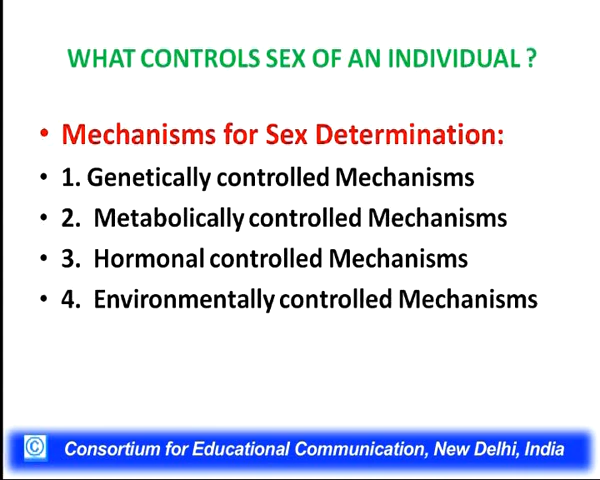 WHAT CONTROLS SEX OF AN INDIVIDUAL ?
• Mechanisms for Sex Determination:
• 1. Genetically controlled Mechanisms
• 2. Metabolically controlled Mechanisms
• 3. Hormonal controlled Mechanisms
• 4. Environmentally controlled Mechanisms
© Consortium for Educational Communication, New Delhi, India